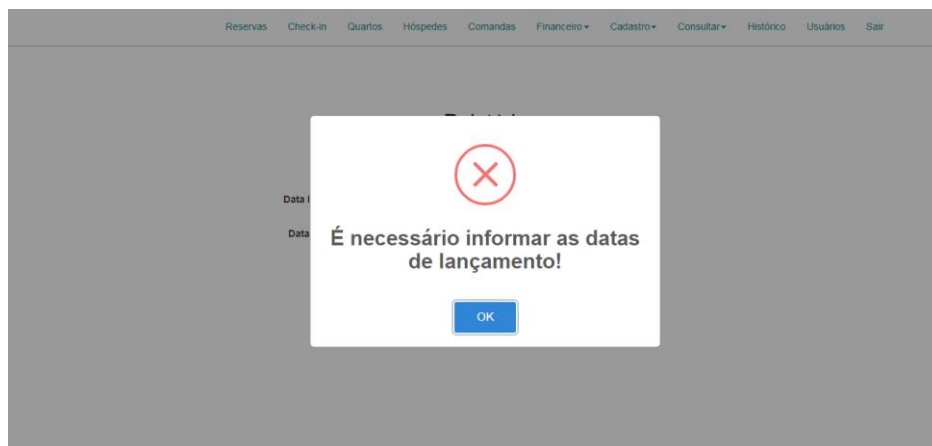 Reservas Check-in Quartos Hóspedes Comandas Financeiro Cadastro Consultar Histórico Usuários Sair
Data
Data
É necessário informar as datas
de lançamento!
OK